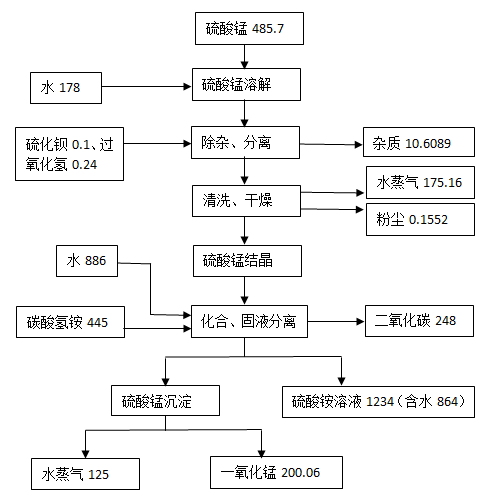 硫酸锰 485.7
水 178
硫酸锰溶解
硫化钡 0.1、过
氧化氢 0.24
除杂、分离
杂质 10.6089
清洗、干燥
水蒸气 175.16
粉尘 0.1552
硫酸锰结晶
水 886
碳酸氢铵 445
化合、固液分离
二氧化碳 248
硫酸锰沉淀
硫酸铵溶液 1234（含水 864）
水蒸气 125
一氧化锰 200.06